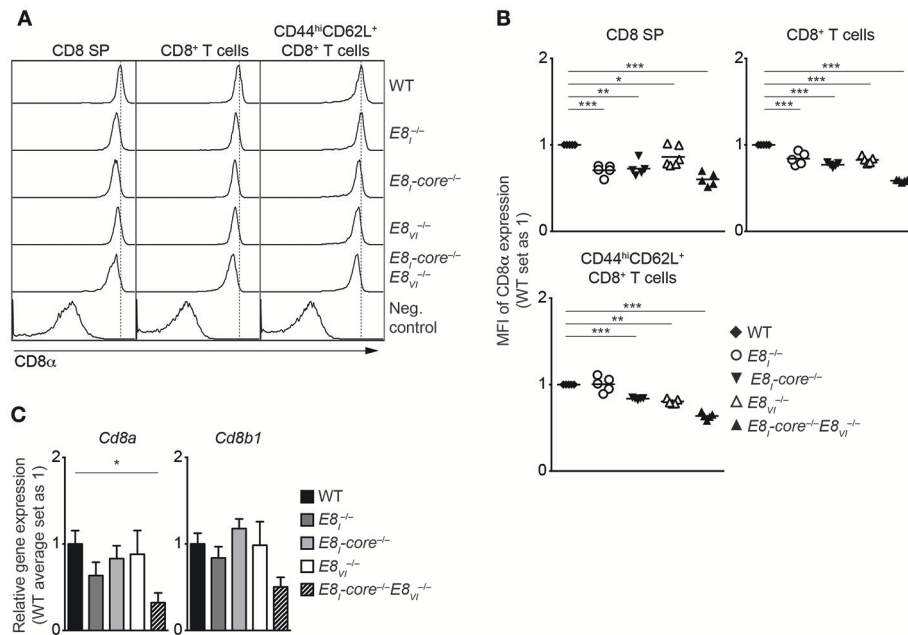 A
CD8 SP
CD8⁺ T cells
CD44ʰⁱCD62L⁺
CD8⁺ T cells
WT
E8ᵢ⁻/⁻
E8ᵢ-core⁻/⁻
E8ᵥᵢ⁻/⁻
E8ᵢ-core⁻/⁻
E8ᵥᵢ⁻/⁻
Neg.
control
CD8α
B
MFI of CD8α expression
(WT set as 1)
CD8 SP
2
1
0
***
*
**
***
CD8⁺ T cells
2
1
0
***
***
***
***
CD44ʰⁱCD62L⁺
CD8⁺ T cells
2
1
0
***
**
***
WT
E8ᵢ⁻/⁻
E8ᵢ-core⁻/⁻
E8ᵥᵢ⁻/⁻
E8ᵢ-core⁻/⁻E8ᵥᵢ⁻/⁻
C
Relative gene expression
(WT average set as 1)
Cd8a
2
1
0
*
Cd8b1
2
1
0
WT
E8ᵢ⁻/⁻
E8ᵢ-core⁻/⁻
E8ᵥᵢ⁻/⁻
E8ᵢ-core⁻/⁻E8ᵥᵢ⁻/⁻